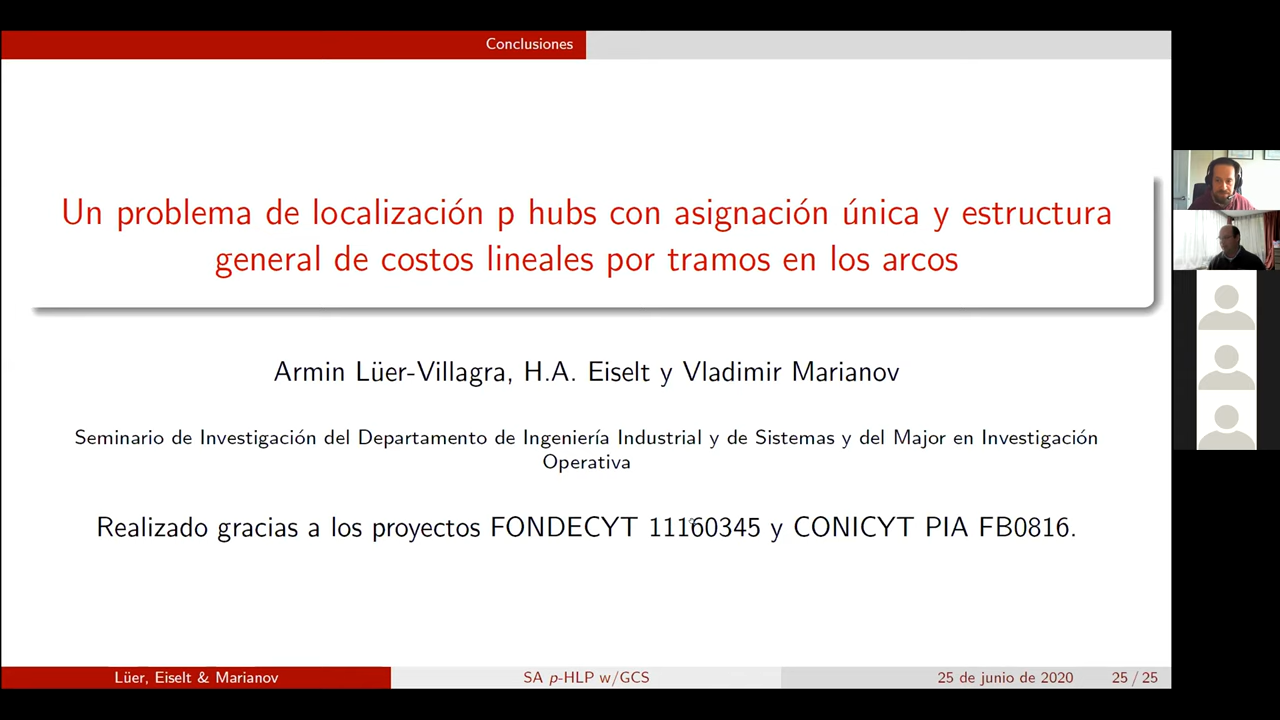 Conclusiones
Un problema de localización p hubs con asignación única y estructura
general de costos lineales por tramos en los arcos
Armin Lüer-Villagra, H.A. Eiselt y Vladimir Marianov
Seminario de Investigación del Departamento de Ingeniería Industrial y de Sistemas y del Major en Investigación
Operativa
Realizado gracias a los proyectos FONDECYT 11160345 y CONICYT PIA FB0816.
Lüer, Eiselt & Marianov
SA p-HLP w/GCS
25 de junio de 2020
25 / 25